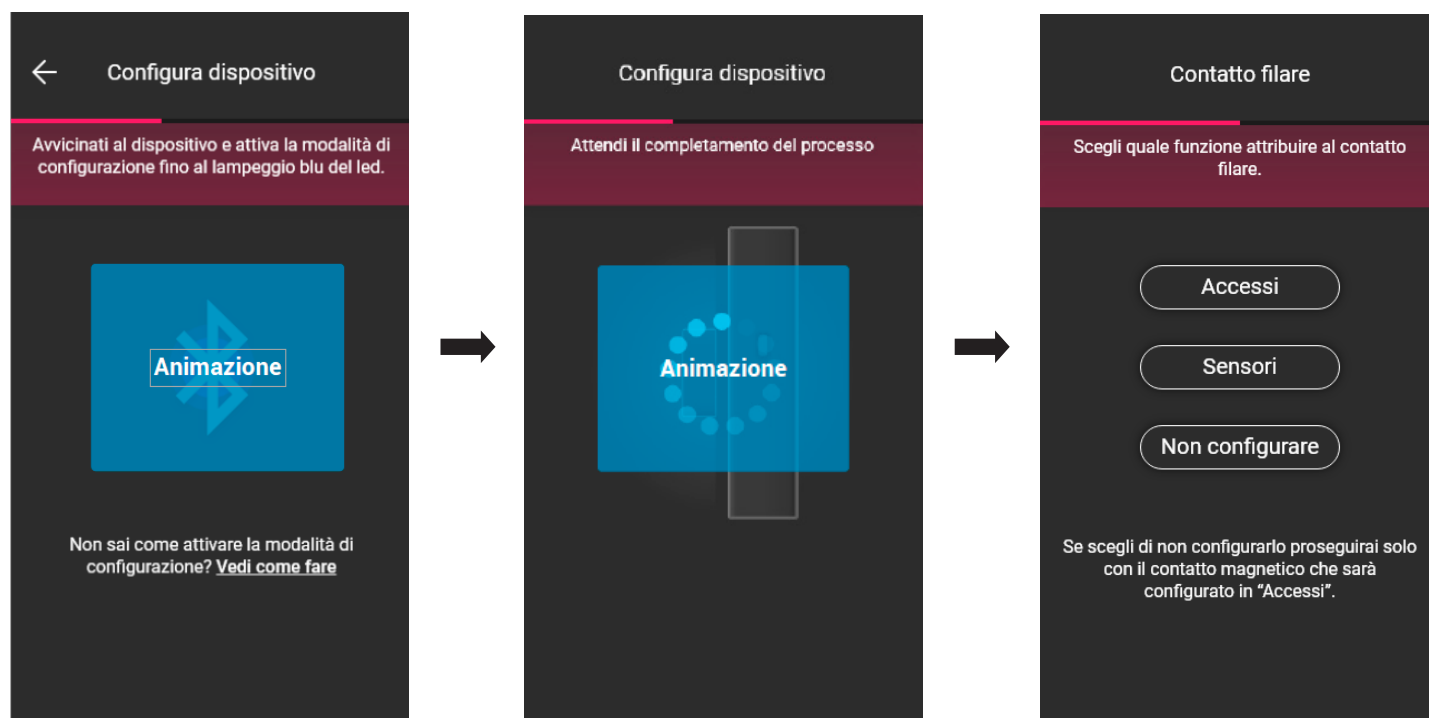 Configura dispositivo
Avvicinati al dispositivo e attiva la modalità di
configurazione fino al lampeggio blu del led.
Animazione
Non sai come attivare la modalità di
configurazione? Vedi come fare
Configura dispositivo
Attendi il completamento del processo
Animazione
Contatto filare
Scegli quale funzione attribuire al contatto
filare.
Accessi
Sensori
Non configurare
Se scegli di non configurarlo proseguirai solo
con il contatto magnetico che sarà
configurato in “Accessi”.